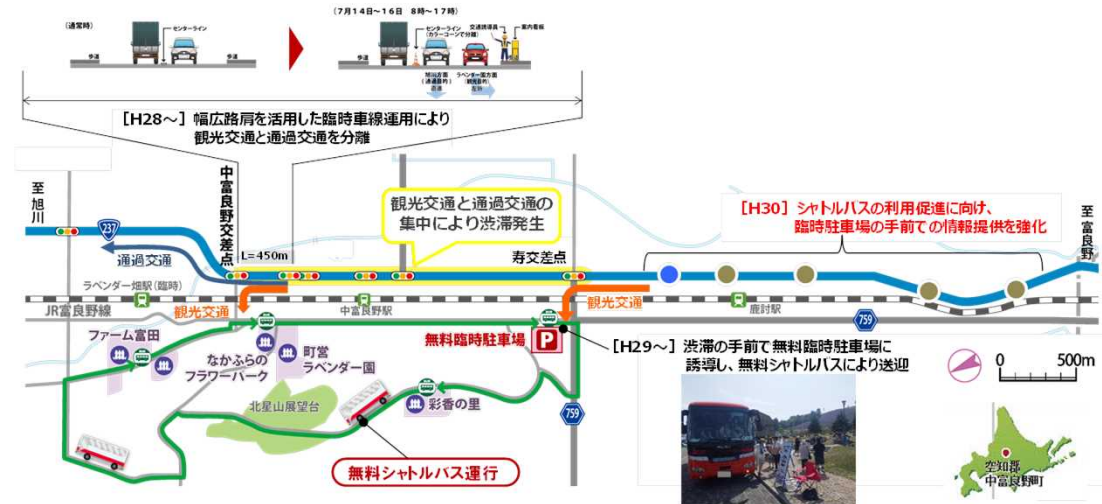 (通常時)
センターライン
歩道
歩道
(7月14日~16日 8時~17時)
センターライン
(カラーコーンで分離)
交通誘導員
案内看板
歩道
歩道
旭川方面
(通過目的)
直進
ラベンダー園方面
(観光目的)
左折
[H28~] 幅広路肩を活用した臨時車線運用により
観光交通と通過交通を分離
至旭川
237
中富良野交差点
観光交通と通過交通の
集中により渋滞発生
[H30] シャトルバスの利用促進に向け、
臨時駐車場の手前での情報提供を強化
至富良野
通過交通
L=450m
寿交差点
ラベンダー畑駅(臨時)
JR富良野線
観光交通
中富良野駅
観光交通
鹿討駅
759
ファーム富田
なかふらの
フラワーパーク
町営
ラベンダー園
無料臨時駐車場
P
[H29~] 渋滞の手前で無料臨時駐車場に
誘導し、無料シャトルバスにより送迎
0 500m
北星山展望台
彩香の里
759
無料シャトルバス運行
空知郡
中富良野町